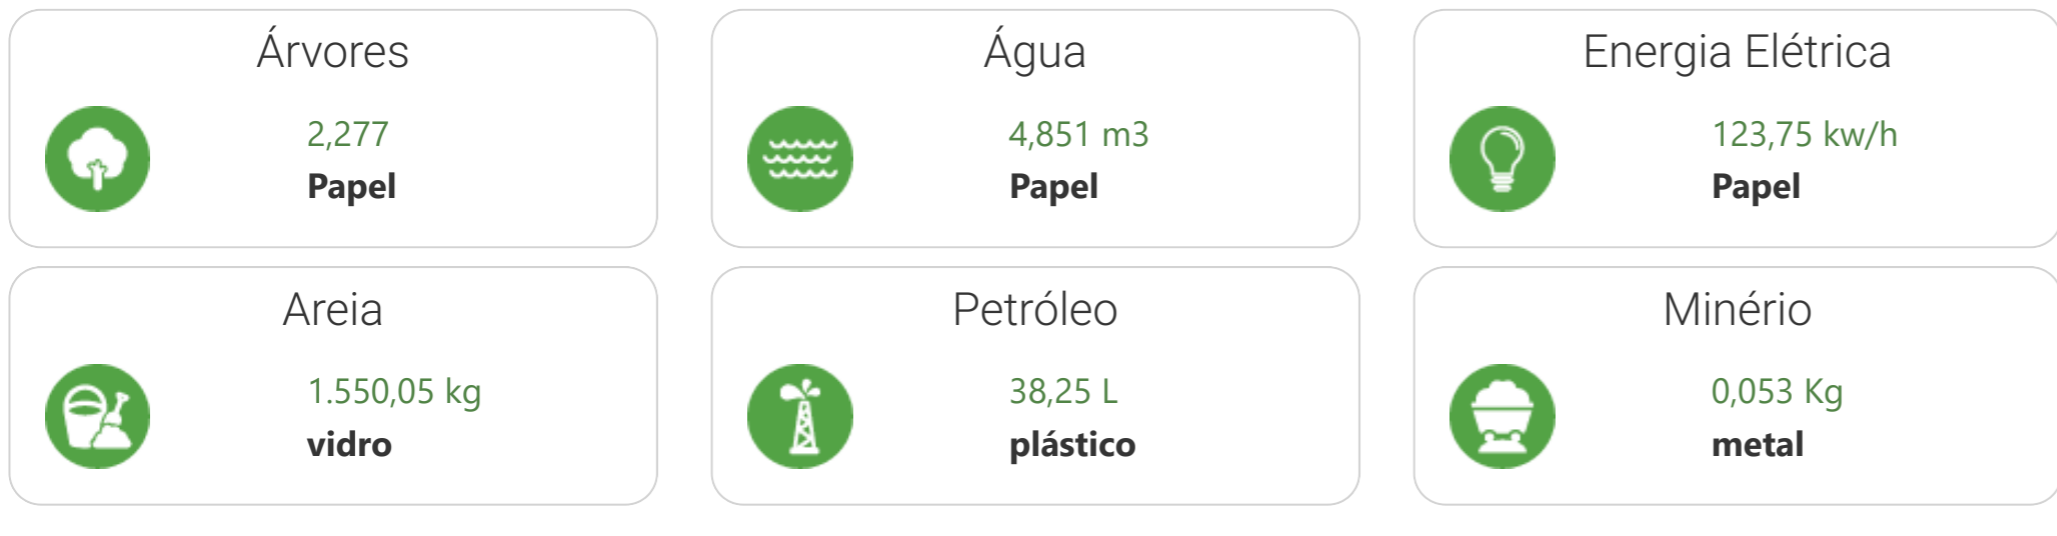 Árvores
2,277
Papel
Água
4,851 m3
Papel
Energia Elétrica
123,75 kw/h
Papel
Areia
1.550,05 kg
vidro
Petróleo
38,25 L
plástico
Minério
0,053 Kg
metal